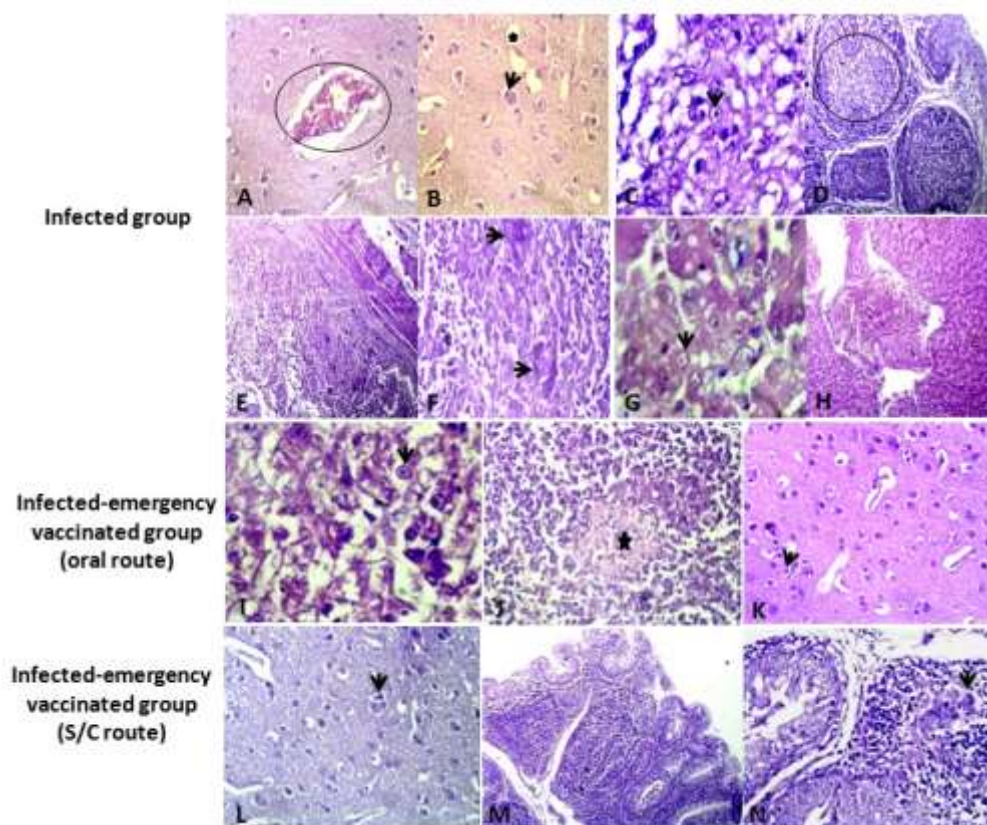 A B C D
Infected group
E F G H
Infected-emergency
vaccinated group
(oral route)
I J K
Infected-emergency
vaccinated group
(S/C route)
L M N